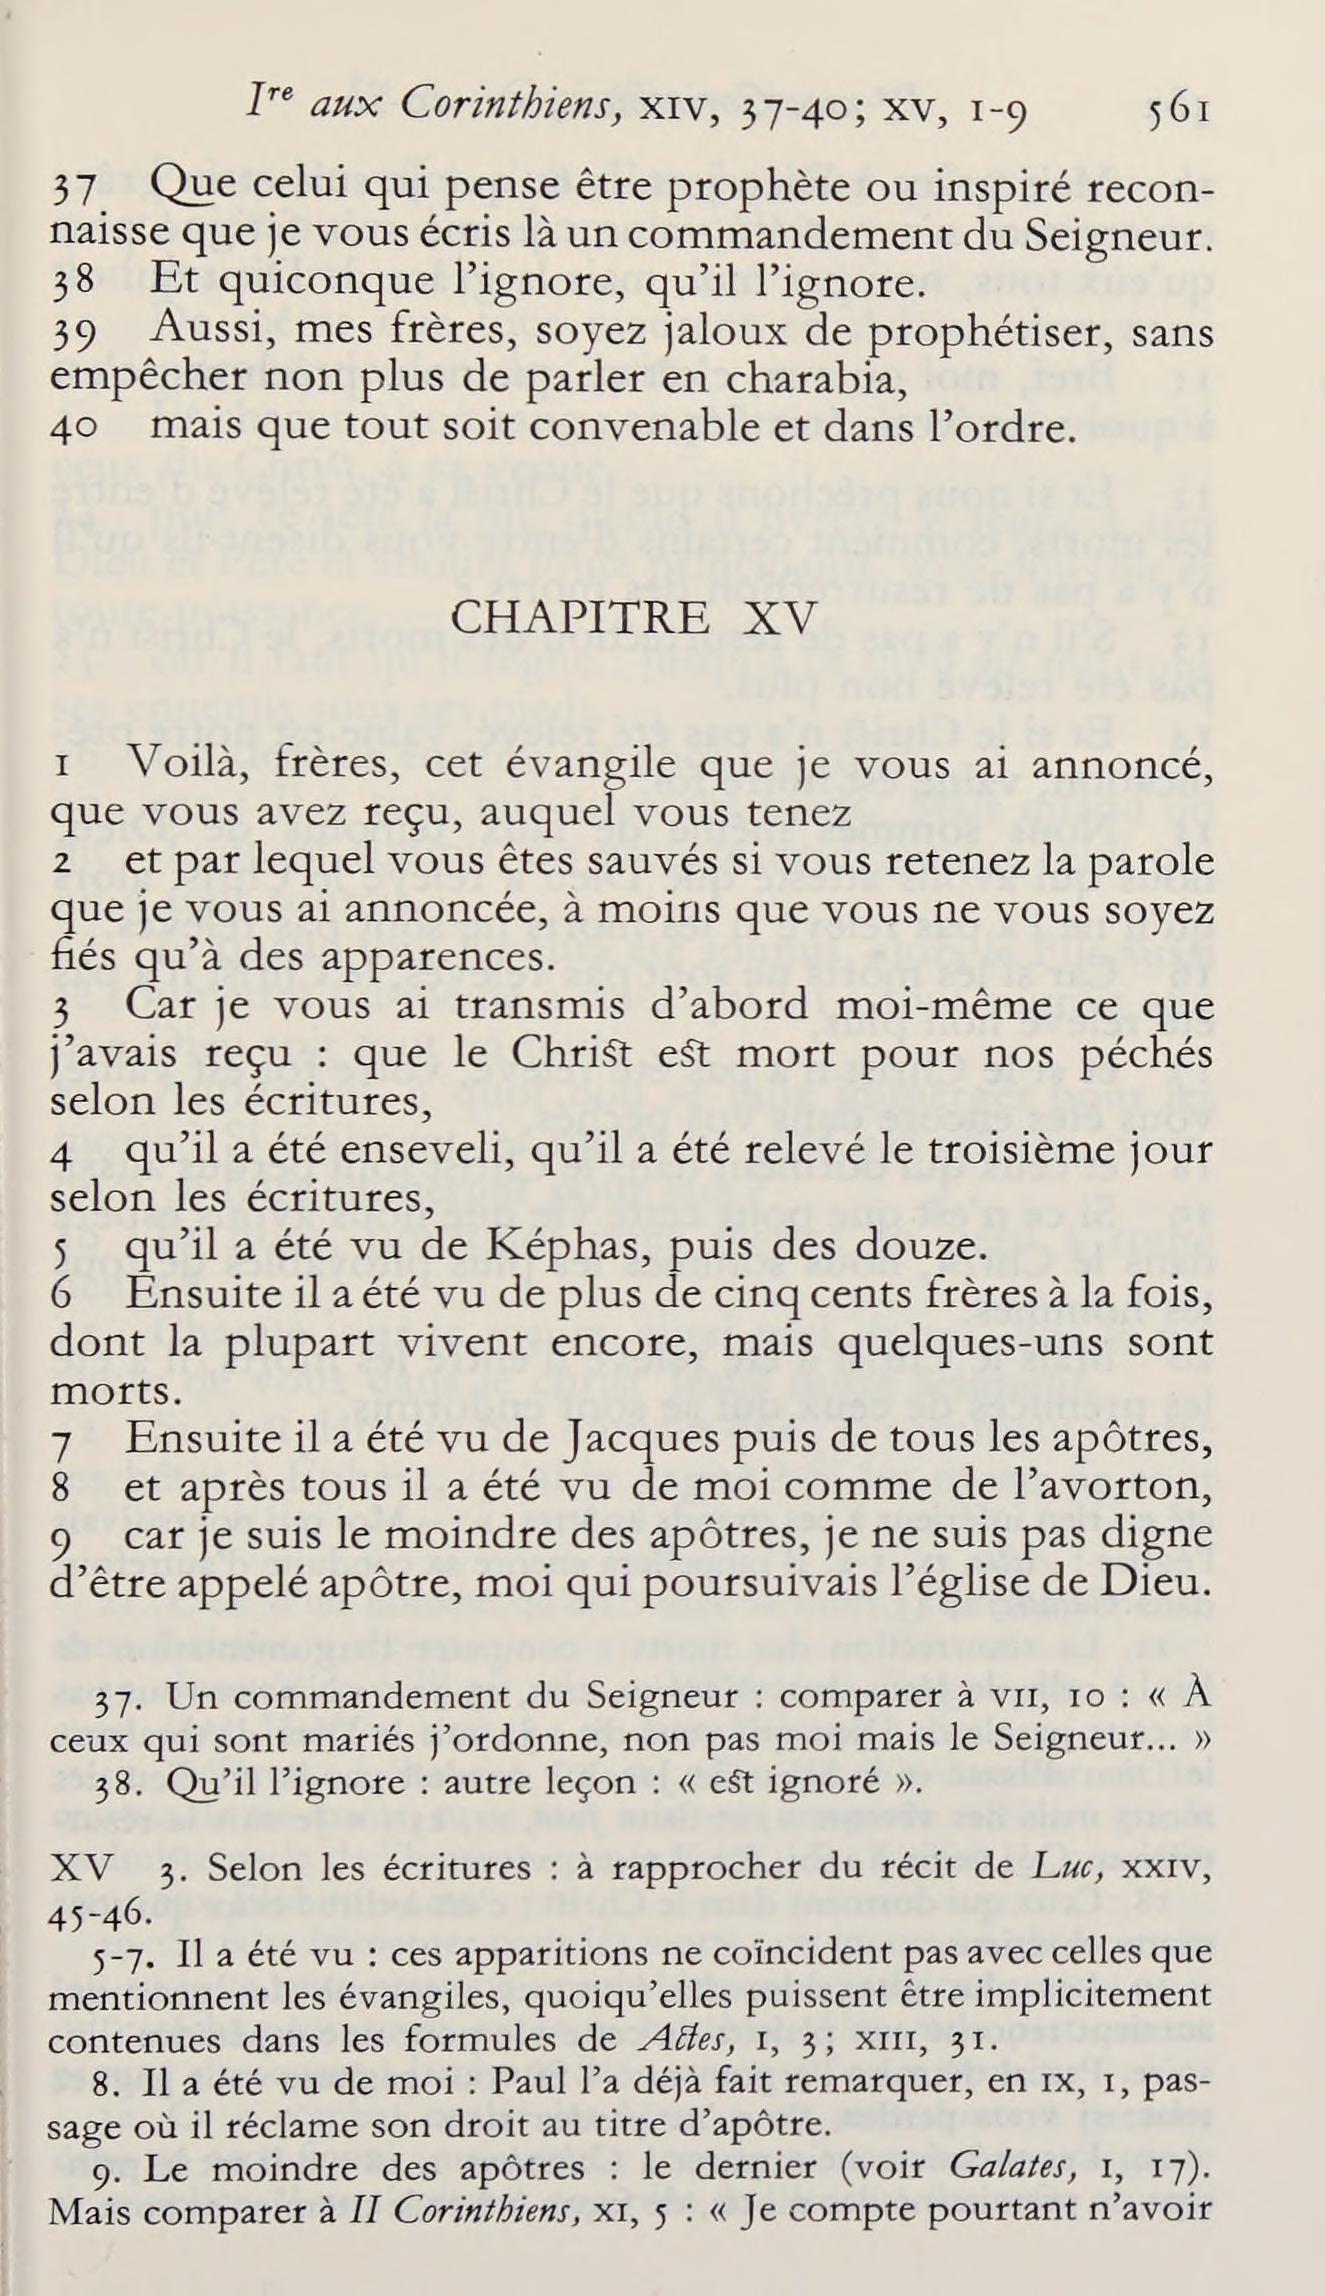 Iʳᵉ aux Corinthiens, XIV, 37-40; XV, 1-9 561
37 Que celui qui pense être prophète ou inspiré recon-
naisse que je vous écris là un commandement du Seigneur.
38 Et quiconque l’ignore, qu’il l’ignore.
39 Aussi, mes frères, soyez jaloux de prophétiser, sans
empêcher non plus de parler en charabia,
40 mais que tout soit convenable et dans l’ordre.
CHAPITRE XV
1 Voilà, frères, cet évangile que je vous ai annoncé,
que vous avez reçu, auquel vous tenez
2 et par lequel vous êtes sauvés si vous retenez la parole
que je vous ai annoncée, à moins que vous ne vous soyez
fiés qu’à des apparences.
3 Car je vous ai transmis d’abord moi-même ce que
j’avais reçu : que le Christ est mort pour nos péchés
selon les écritures,
4 qu’il a été enseveli, qu’il a été relevé le troisième jour
selon les écritures,
5 qu’il a été vu de Képhas, puis des douze.
6 Ensuite il a été vu de plus de cinq cents frères à la fois,
dont la plupart vivent encore, mais quelques-uns sont
morts.
7 Ensuite il a été vu de Jacques puis de tous les apôtres,
8 et après tous il a été vu de moi comme de l’avorton,
9 car je suis le moindre des apôtres, je ne suis pas digne
d’être appelé apôtre, moi qui poursuivais l’église de Dieu.
37. Un commandement du Seigneur : comparer à VII, 10 : « À
ceux qui sont mariés j’ordonne, non pas moi mais le Seigneur... »
38. Qu’il l’ignore : autre leçon : « est ignoré ».
XV 3. Selon les écritures : à rapprocher du récit de Luc, XXIV,
45-46.
5-7. Il a été vu : ces apparitions ne coïncident pas avec celles que
mentionnent les évangiles, quoiqu’elles puissent être implicitement
contenues dans les formules de Actes, I, 3; XIII, 31.
8. Il a été vu de moi : Paul l’a déjà fait remarquer, en IX, 1, pas-
sage où il réclame son droit au titre d’apôtre.
9. Le moindre des apôtres : le dernier (voir Galates, I, 17).
Mais comparer à II Corinthiens, XI, 5 : « Je compte pourtant n’avoir